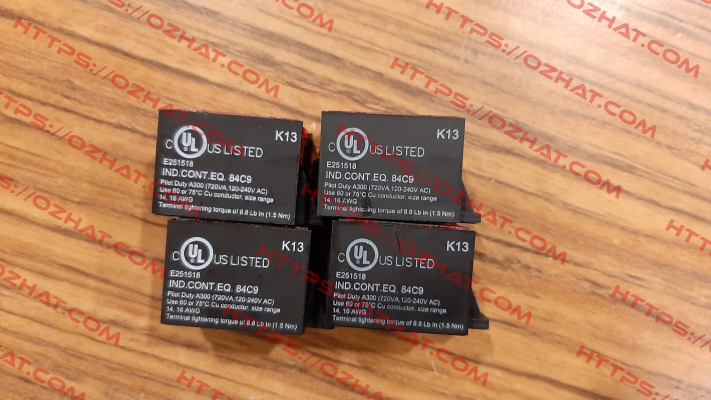 K13
C UL US LISTED
E251518
IND.CONT.EQ. 84C9
Pilot Duty A300 (720VA,120-240V AC)
Use 60 or 75°C Cu conductor, size range
14, 16 AWG
Terminal tightening torque of 8.8 Lb in (1.5 Nm)
K13
C UL US LISTED
E251518
IND.CONT.EQ. 84C9
Pilot Duty A300 (720VA,120-240V AC)
Use 60 or 75°C Cu conductor, size range
14, 16 AWG
Terminal tightening torque of 8.8 Lb in (1.5 Nm)
K13
C UL US LISTED
E251518
IND.CONT.EQ. 84C9
Pilot Duty A300 (720VA,120-240V AC)
Use 60 or 75°C Cu conductor, size range
14, 16 AWG
Terminal tightening torque of 8.8 Lb in (1.5 Nm)
K13
C UL US LISTED
E251518
IND.CONT.EQ. 84C9
Pilot Duty A300 (720VA,120-240V AC)
Use 60 or 75°C Cu conductor, size range
14, 16 AWG
Terminal tightening torque of 8.8 Lb in (1.5 Nm)
HTTPS://OZHAT.COM